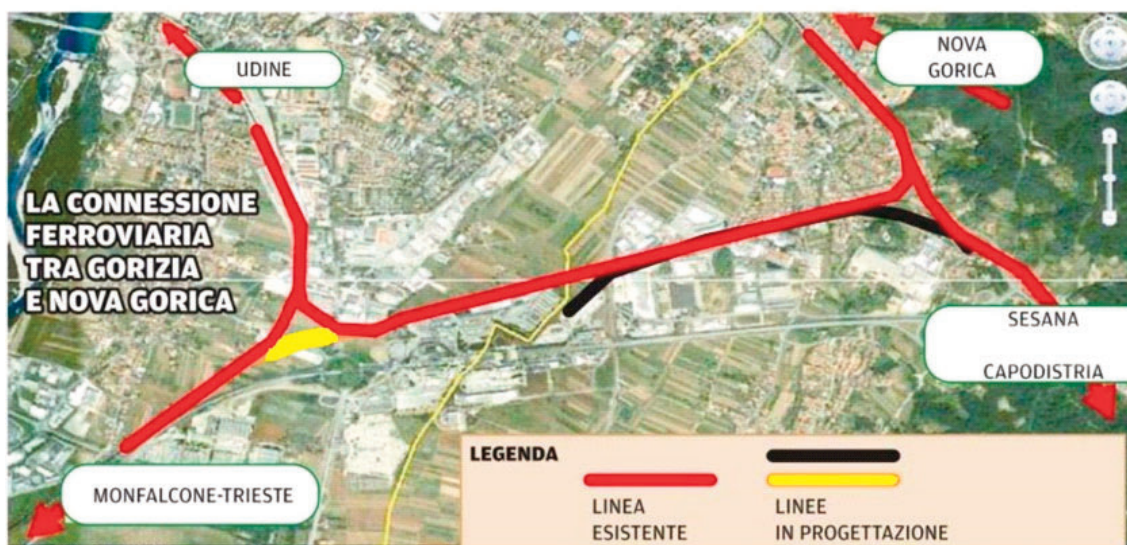 UDINE
NOVA
GORICA
LA CONNESSIONE
FERROVIARIA
TRA GORIZIA
E NOVA GORICA
SESANA
CAPODISTRIA
MONFALCONE-TRIESTE
LEGENDA
LINEA
ESISTENTE
LINEE
IN PROGETTAZIONE